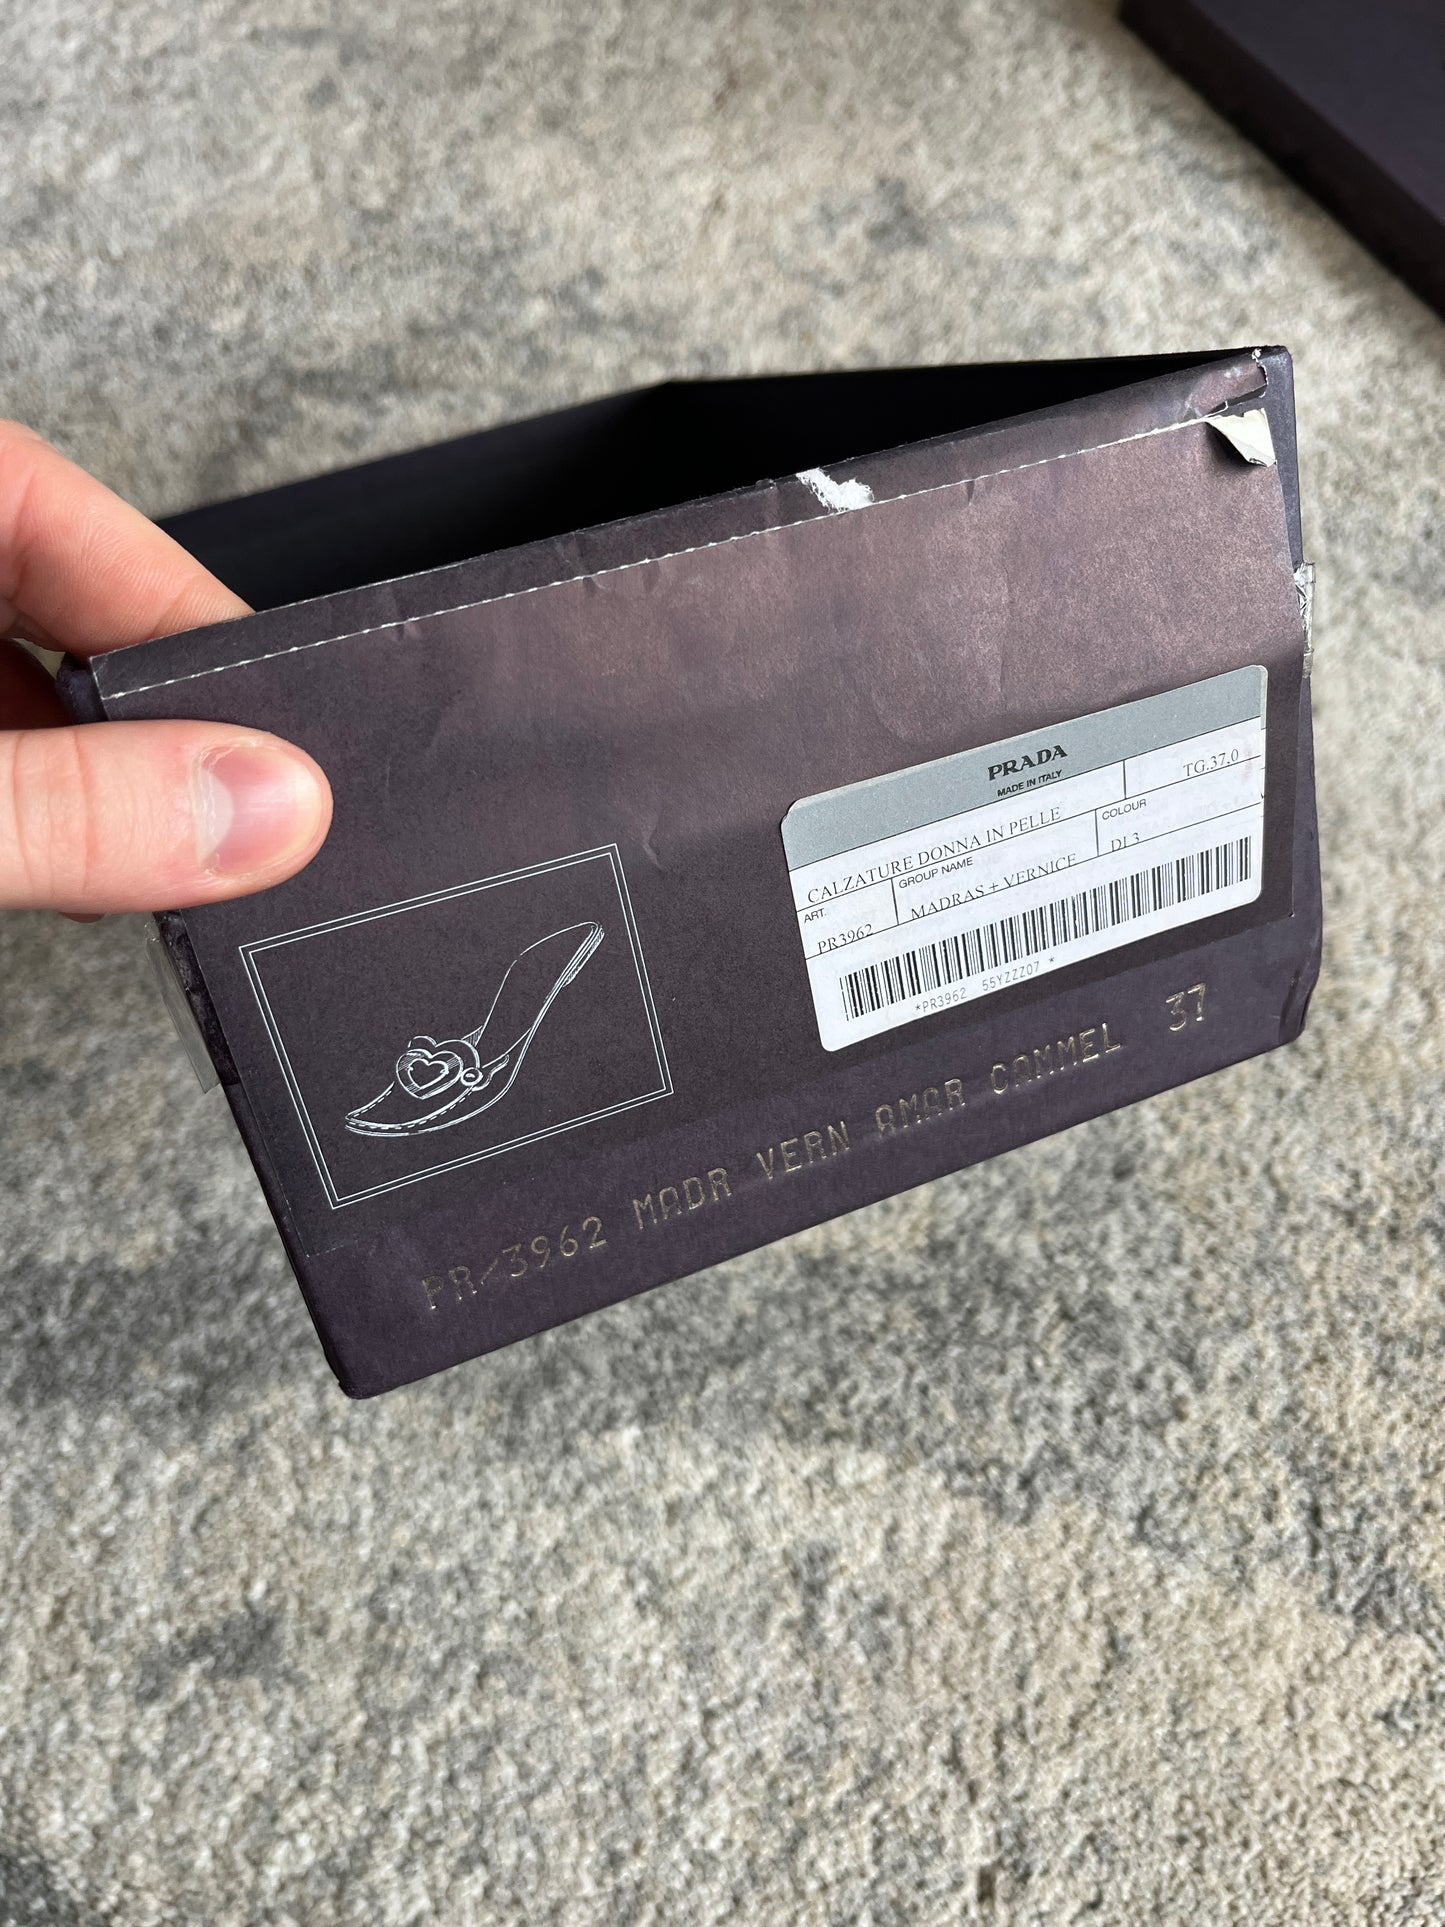 PRADA
MADE IN ITALY
CALZATURE DONNA IN PELLE
TG.37,0
ART.
GROUP NAME
COLOUR
PR3962
MADRAS + VERNICE
*PR3962 55YZZZ07 *
PR/3962 MADR VERN AMAR CAMMEL 37